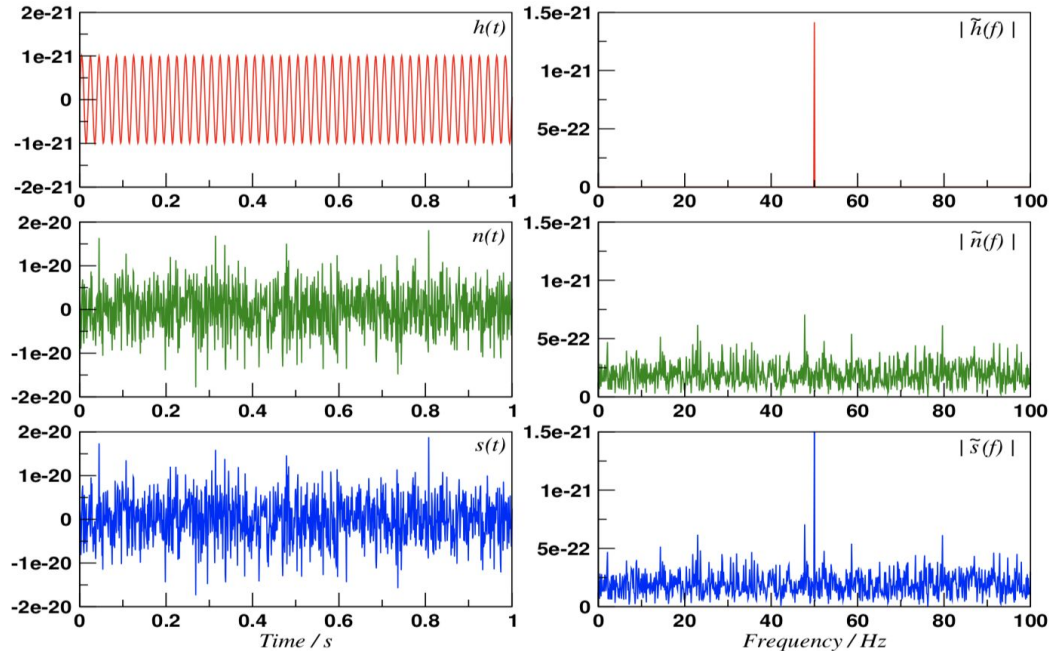 2e-21
1e-21
0
-1e-21
-2e-21
h(t)
0 0.2 0.4 0.6 0.8 1
1.5e-21
1e-21
5e-22
0
| h̃(f) |
0 20 40 60 80 100
2e-20
1e-20
0
-1e-20
-2e-20
n(t)
0 0.2 0.4 0.6 0.8 1
1.5e-21
1e-21
5e-22
0
| ñ(f) |
0 20 40 60 80 100
2e-20
1e-20
0
-1e-20
-2e-20
s(t)
0 0.2 0.4 0.6 0.8 1
Time / s
1.5e-21
1e-21
5e-22
0
| s̃(f) |
0 20 40 60 80 100
Frequency / Hz